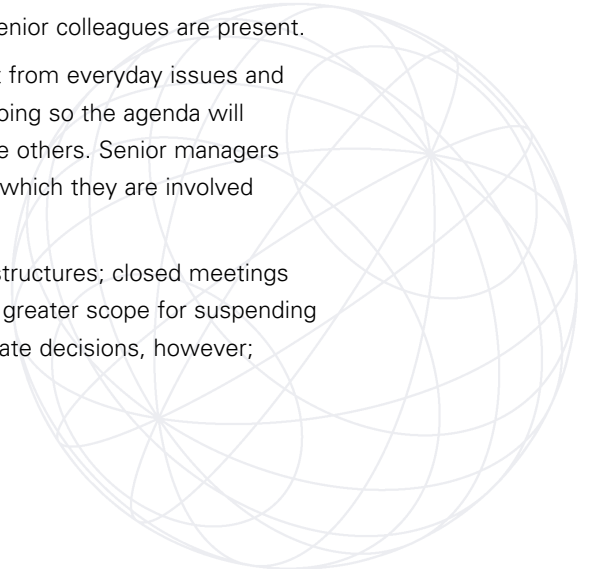 enior colleagues are present.
from everyday issues and
oing so the agenda will
e others. Senior managers
which they are involved
structures; closed meetings
greater scope for suspending
ate decisions, however;